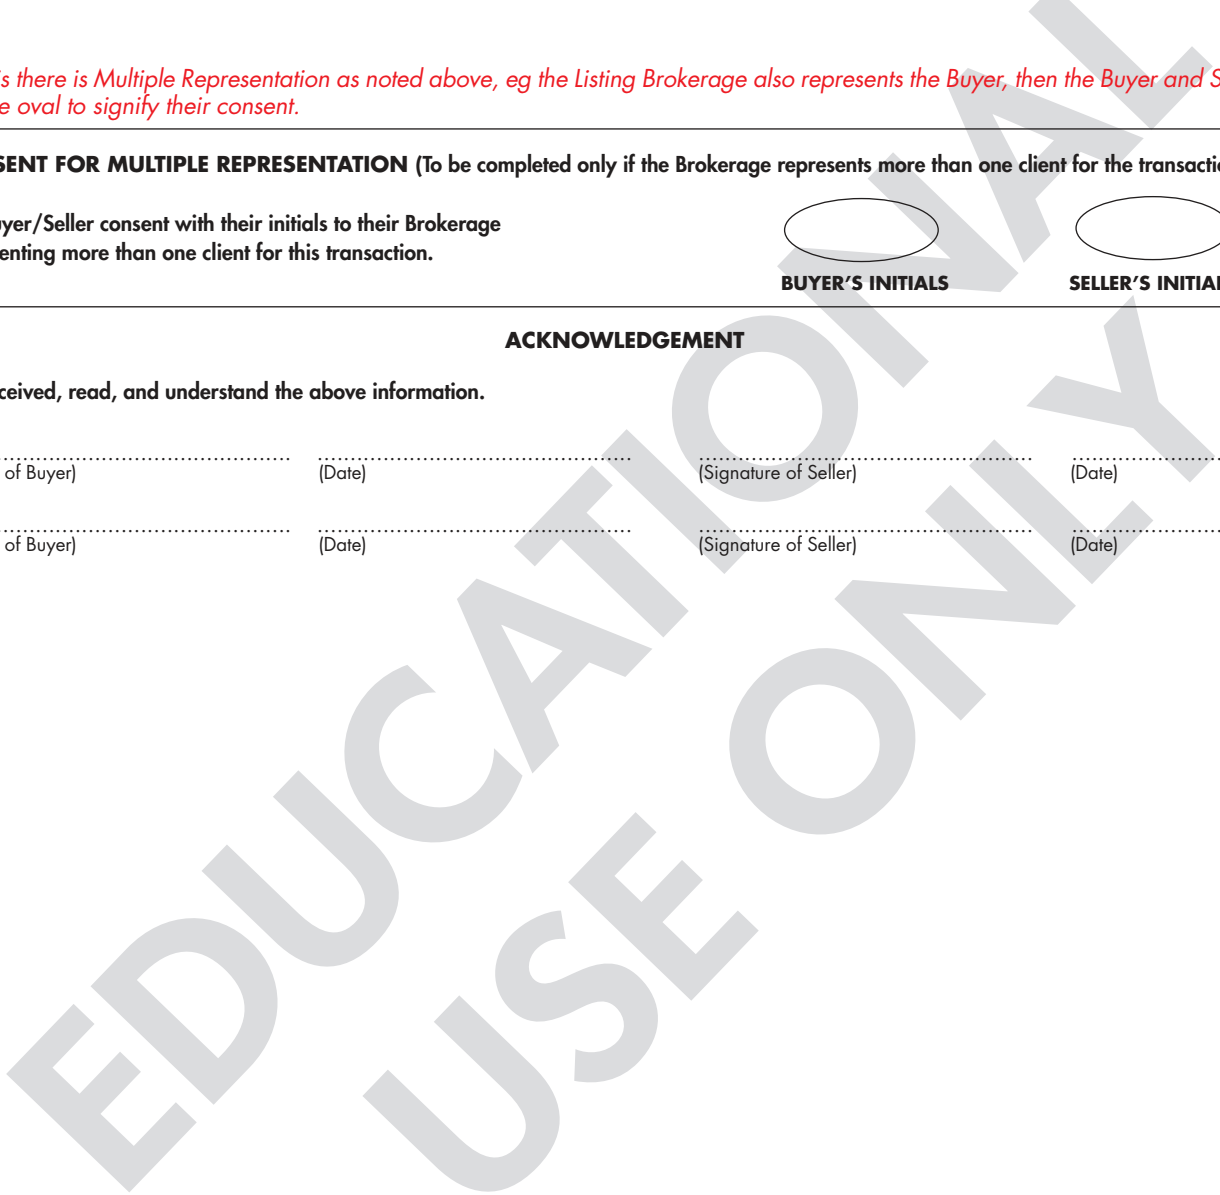 s there is Multiple Representation as noted above, eg the Listing Brokerage also represents the Buyer, then the Buyer and S
e oval to signify their consent.
SENT FOR MULTIPLE REPRESENTATION (To be completed only if the Brokerage represents more than one client for the transactio
yer/Seller consent with their initials to their Brokerage
enting more than one client for this transaction.
BUYER'S INITIALS SELLER'S INITIAL
ACKNOWLEDGEMENT
ceived, read, and understand the above information.
of Buyer) (Date) (Signature of Seller) (Date)
of Buyer) (Date) (Signature of Seller) (Date)
EDUCATIONAL
USE ONLY